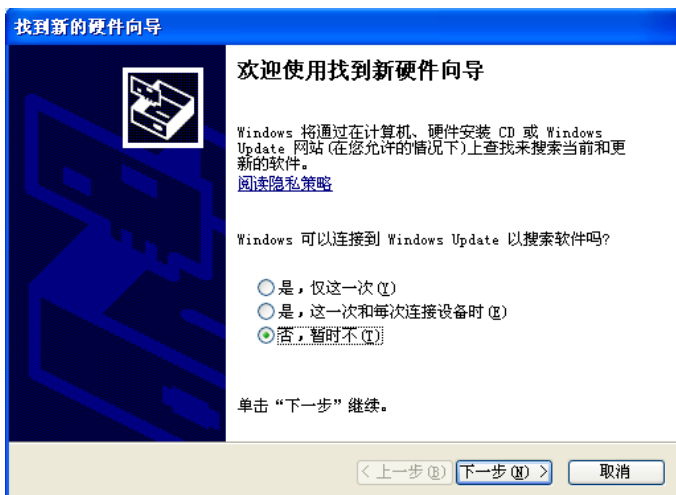 找到新的硬件向导
欢迎使用找到新硬件向导
Windows 将通过在计算机、硬件安装 CD 或 Windows
Update 网站(在您允许的情况下)上查找来搜索当前和更
新的软件。
阅读隐私策略
Windows 可以连接到 Windows Update 以搜索软件吗?
是，仅这一次(Y)
是，这一次和每次连接设备时(E)
否，暂时不(T)
单击“下一步”继续。
< 上一步(B) 下一步(N) > 取消